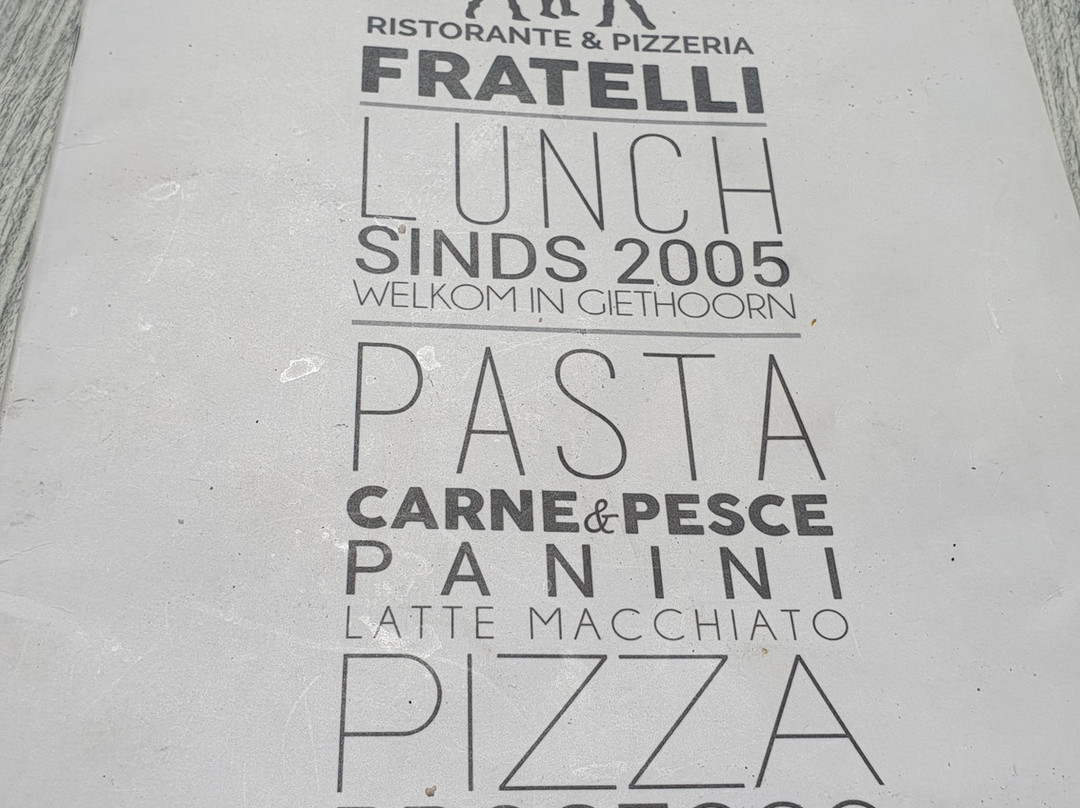 RISTORANTE & PIZZERIA
FRATELLI
LUNCH
SINDS 2005
WELKOM IN GIETHOORN
PASTA
CARNE & PESCE
PANINI
LATTE MACCHIATO
PIZZA